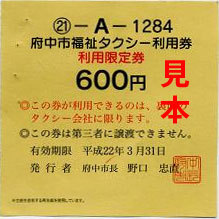 ㉑-A-1284
府中市福祉タクシー利用券
利用限定券
600円
見本
◎この券が利用できるのは、
タクシー会社に限ります。
◎この券は第三者に譲渡できません。
有効期限 平成22年3月31日
発行者 府中市長 野口 忠直